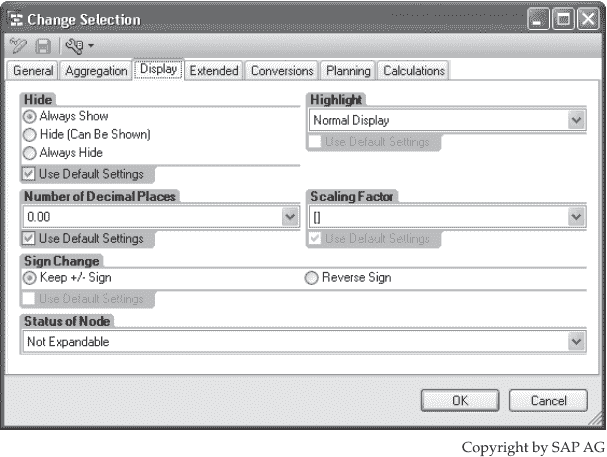 Change Selection
General Aggregation Display Extended Conversions Planning Calculations
Hide
Always Show
Hide (Can Be Shown)
Always Hide
Use Default Settings
Highlight
Normal Display
Use Default Settings
Number of Decimal Places
0.00
Use Default Settings
Scaling Factor
[]
Use Default Settings
Sign Change
Keep +/- Sign Reverse Sign
Use Default Settings
Status of Node
Not Expandable
OK Cancel
Copyright by SAP AG